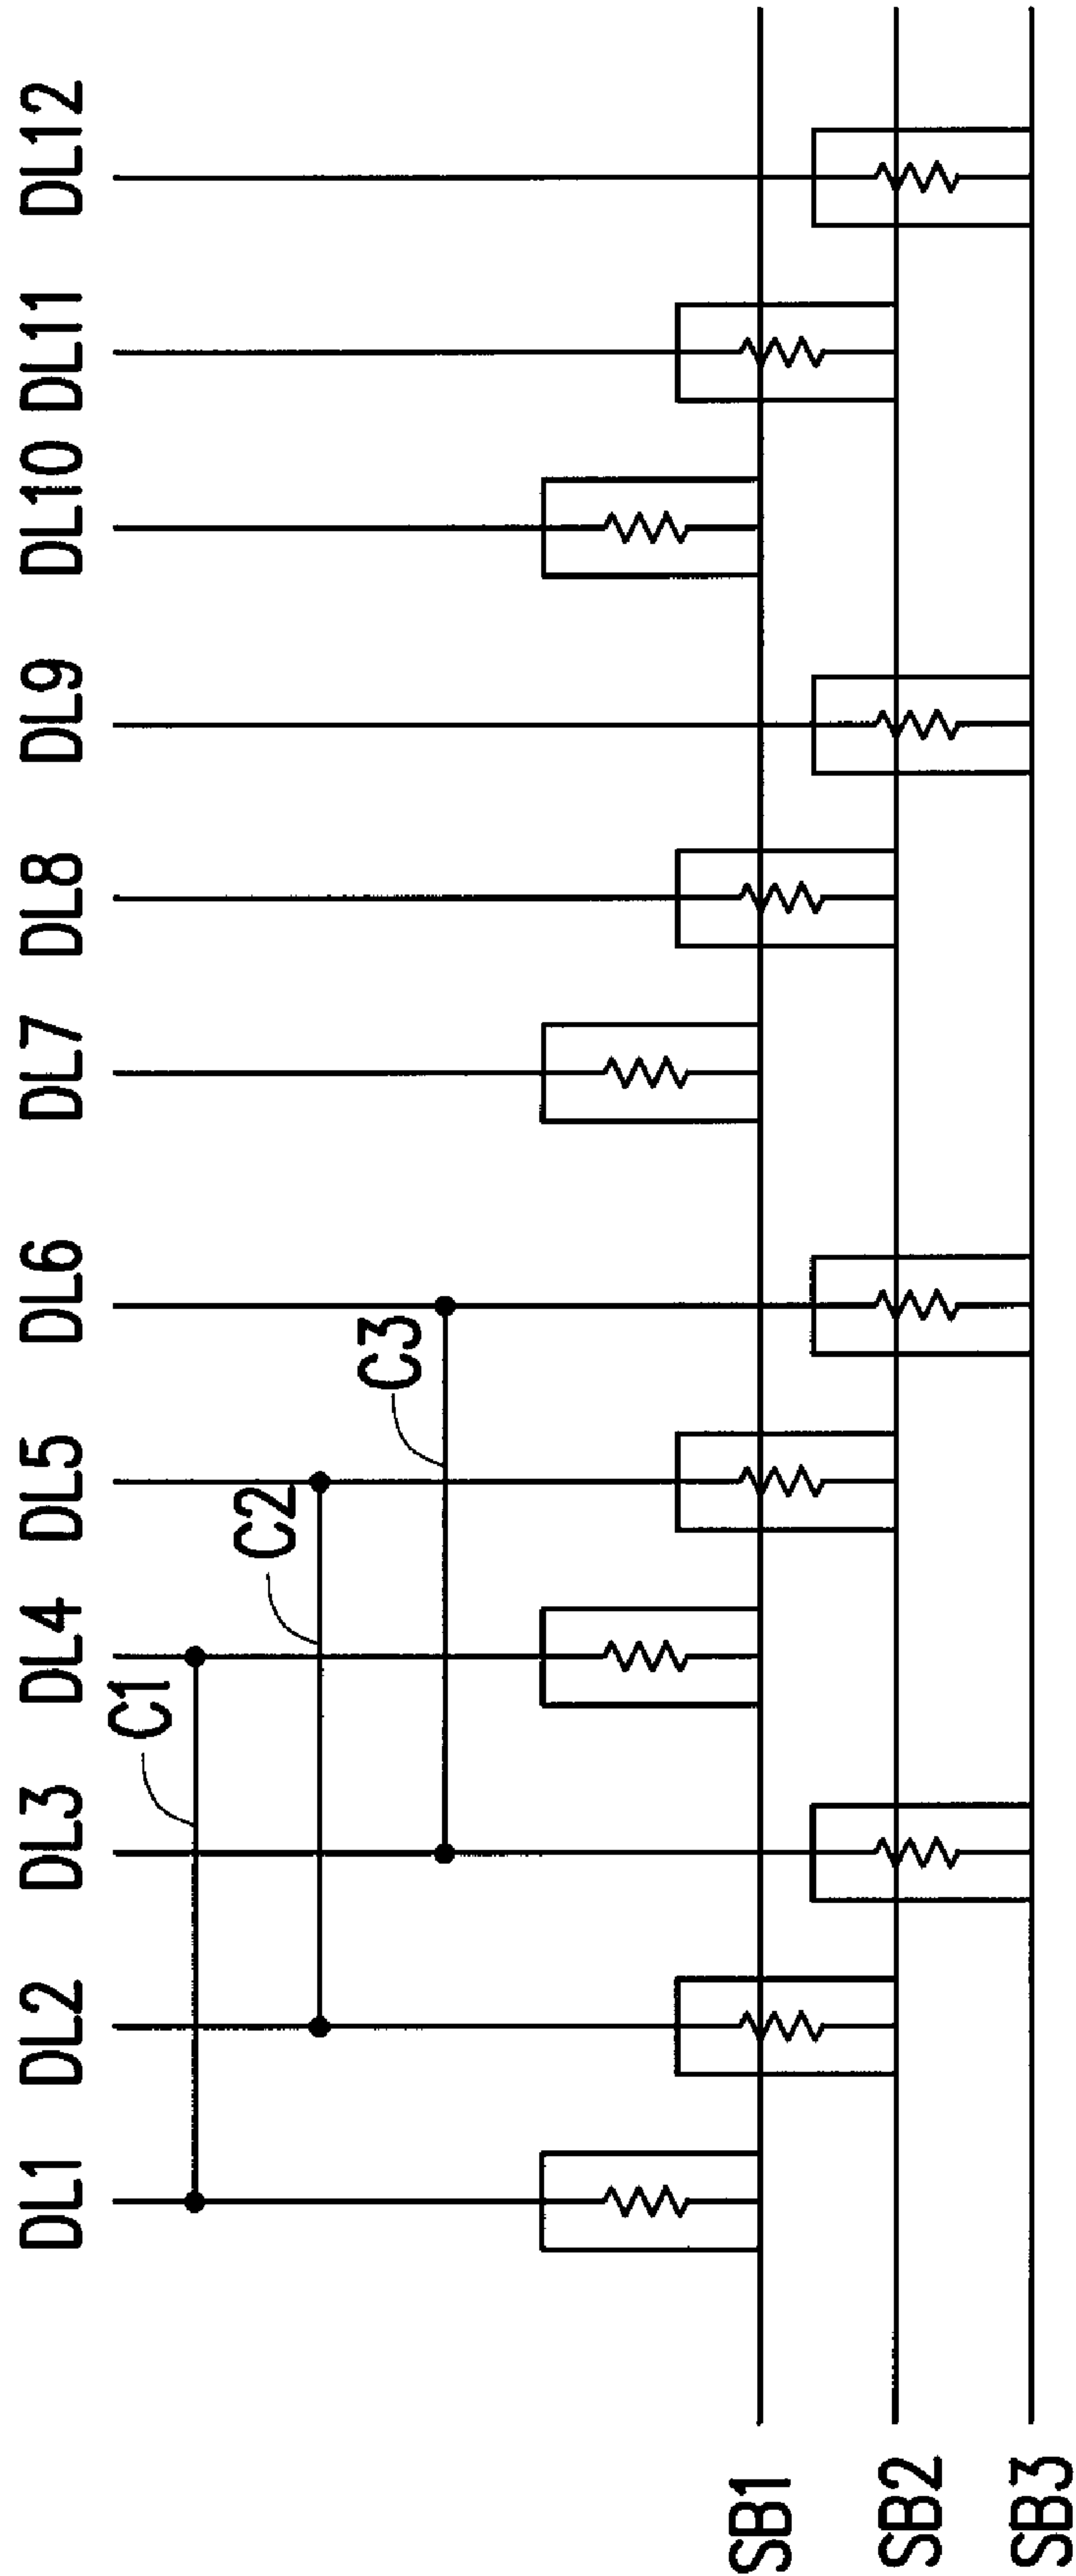 DL1 DL2 DL3 DL4 DL5 DL6 DL7 DL8 DL9 DL10 DL11 DL12
C1
C2
C3
SB1
SB2
SB3